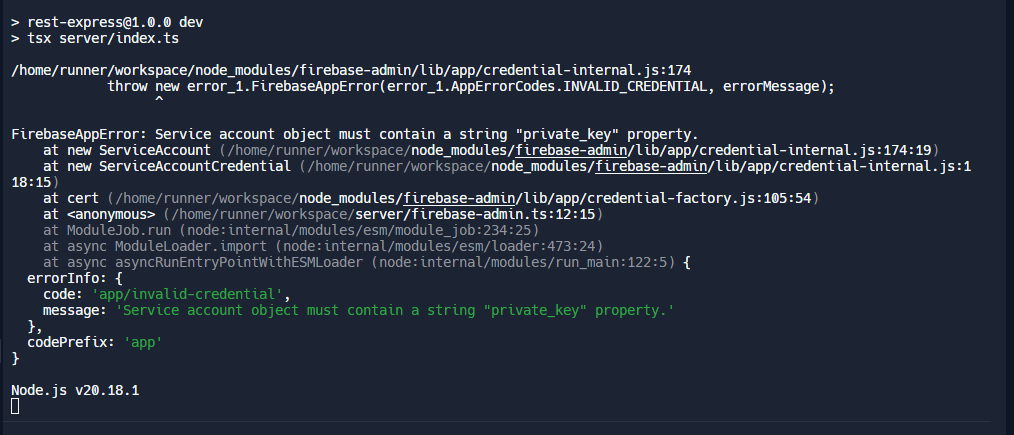 > rest-express@1.0.0 dev
> tsx server/index.ts
/home/runner/workspace/node_modules/firebase-admin/lib/app/credential-internal.js:174
            throw new error_1.FirebaseAppError(error_1.AppErrorCodes.INVALID_CREDENTIAL, errorMessage);
                  ^
FirebaseAppError: Service account object must contain a string "private_key" property.
    at new ServiceAccount (/home/runner/workspace/node_modules/firebase-admin/lib/app/credential-internal.js:174:19)
    at new ServiceAccountCredential (/home/runner/workspace/node_modules/firebase-admin/lib/app/credential-internal.js:1
18:15)
    at cert (/home/runner/workspace/node_modules/firebase-admin/lib/app/credential-factory.js:105:54)
    at <anonymous> (/home/runner/workspace/server/firebase-admin.ts:12:15)
    at ModuleJob.run (node:internal/modules/esm/module_job:234:25)
    at async ModuleLoader.import (node:internal/modules/esm/loader:473:24)
    at async asyncRunEntryPointWithESMLoader (node:internal/modules/run_main:122:5) {
  errorInfo: {
    code: 'app/invalid-credential',
    message: 'Service account object must contain a string "private_key" property.'
  },
  codePrefix: 'app'
}
Node.js v20.18.1